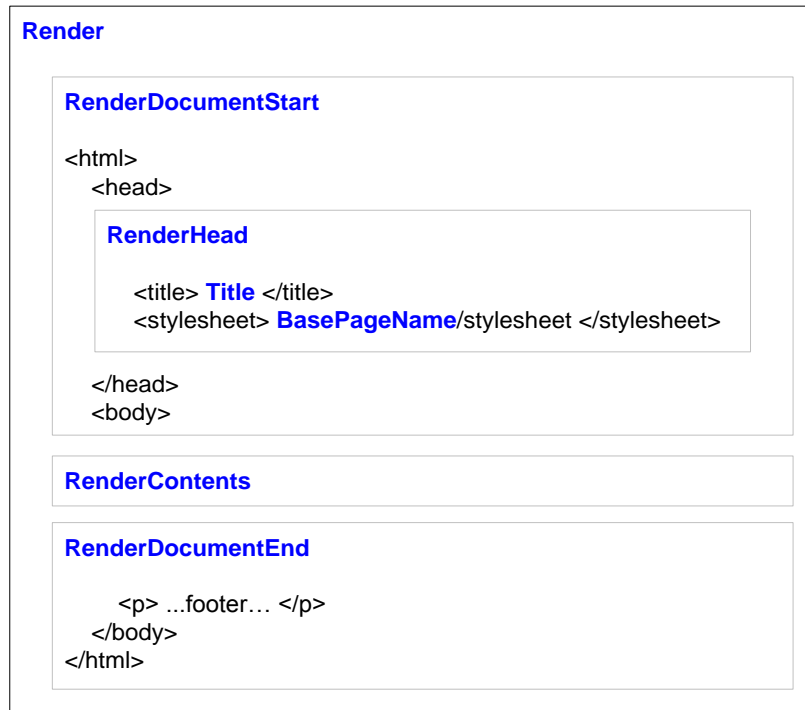 Render
RenderDocumentStart
<html>
<head>
RenderHead
<title> Title </title>
<stylesheet> BasePageName/stylesheet </stylesheet>
</head>
<body>
RenderContents
RenderDocumentEnd
<p> ...footer… </p>
</body>
</html>